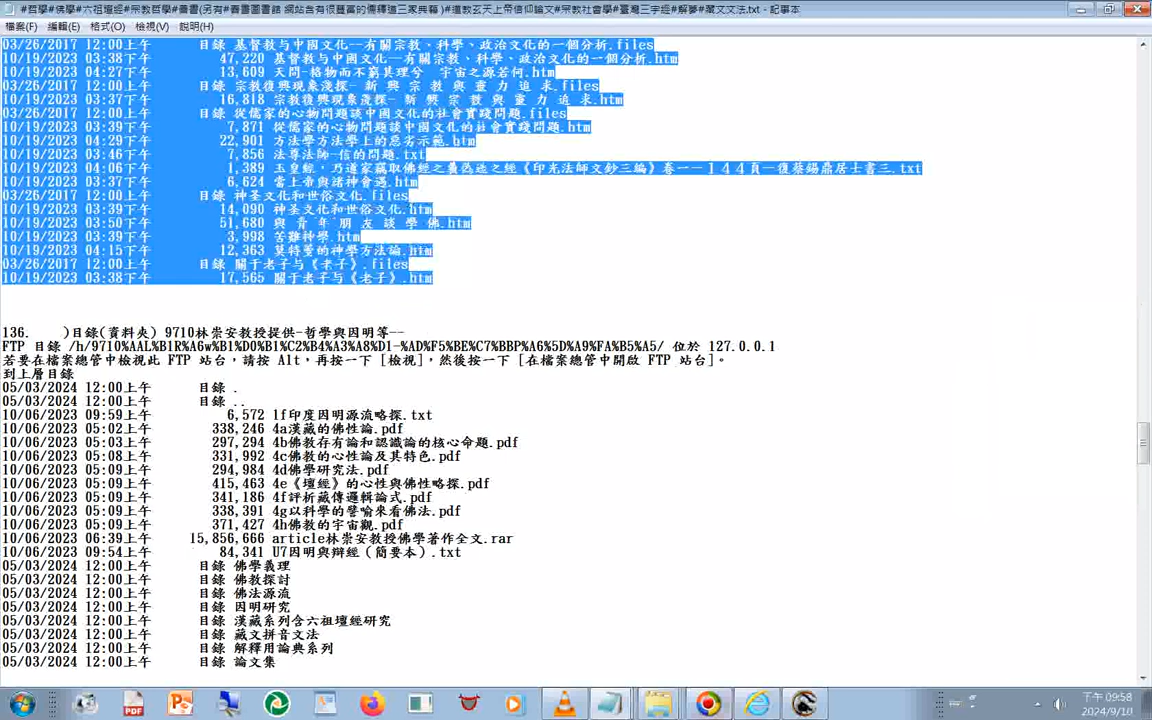 #哲學#佛學#六祖壇經#宗教哲學#叢書(另有#書圖書館 網站含有很豐富的儒釋道三家典籍 )#道教玄天上帝信仰論文#宗教社會學#臺灣三字經#解夢#藏文文法.txt - 記事本
檔案(F) 編輯(E) 格式(O) 檢視(V) 說明(H)
03/26/2017 12:00上午 目錄 基督教与中國文化—有關宗教、科學、政治文化的一個分析.files
10/19/2023 03:38下午 47,220 基督教与中國文化—有關宗教、科學、政治文化的一個分析.htm
10/19/2023 04:27下午 13,609 天問-格物而不窮其理兮 宇宙之源若何.htm
03/26/2017 12:00上午 目錄 宗教復興現象淺探- 新 興 宗 教 與 靈 力 追 求.files
10/19/2023 03:37下午 16,818 宗教復興現象淺探- 新 興 宗 教 與 靈 力 追 求.htm
03/26/2017 12:00上午 目錄 從儒家的心物問題談中國文化的社會實踐問題.files
10/19/2023 03:39下午 7,871 從儒家的心物問題談中國文化的社會實踐問題.htm
10/19/2023 04:29下午 22,901 方法學方法學上的惡劣示範.htm
10/19/2023 03:46下午 7,856 法尊法師-信的問題.txt
10/19/2023 04:06下午 1,389 玉皇經，乃道家竊取佛經之義偽造之經《印光法師文鈔三編》卷一－１４４頁—復蔡錫鼎居士書三.txt
10/19/2023 03:37下午 6,624 當上帝與諸神會遇.htm
03/26/2017 12:00上午 目錄 神圣文化和世俗文化.files
10/19/2023 03:39下午 14,090 神圣文化和世俗文化.htm
10/19/2023 03:50下午 51,680 與 青 年 朋 友 談 學 佛.htm
10/19/2023 03:39下午 3,998 苦難神學.htm
10/19/2023 04:15下午 12,363 莫特曼的神學方法論.htm
03/26/2017 12:00上午 目錄 關于老子与《老子》.files
10/19/2023 03:38下午 17,565 關于老子与《老子》.htm
136. )目錄(資料夾) 9710林崇安教授提供-哲學與因明等--
FTP 目錄 /h/9710%AAL%B1R%A6w%B1%D0%B1%C2%B4%A3%A8%D1-%AD%F5%BE%C7%BBP%A6%5D%A9%FA%B5%A5/ 位於 127.0.0.1
若要在檔案總管中檢視此 FTP 站台，請按 Alt，再按一下 [檢視]，然後按一下 [在檔案總管中開啟 FTP 站台]。
到上層目錄
05/03/2024 12:00上午 目錄 .
05/03/2024 12:00上午 目錄 ..
10/06/2023 09:59上午 6,572 1f印度因明源流略探.txt
10/06/2023 05:02上午 338,246 4a漢藏的佛性論.pdf
10/06/2023 05:03上午 297,294 4b佛教存有論和認識論的核心命題.pdf
10/06/2023 05:08上午 331,992 4c佛教的心性論及其特色.pdf
10/06/2023 05:09上午 294,984 4d佛學研究法.pdf
10/06/2023 05:09上午 415,463 4e《壇經》的心性與佛性略探.pdf
10/06/2023 05:09上午 341,186 4f評析藏傳邏輯論式.pdf
10/06/2023 05:09上午 338,391 4g以科學的譬喻來看佛法.pdf
10/06/2023 05:09上午 371,427 4h佛教的宇宙觀.pdf
10/06/2023 06:39上午 15,856,666 article林崇安教授佛學著作全文.rar
10/06/2023 09:54上午 84,341 U7因明與辯經（簡要本）.txt
05/03/2024 12:00上午 目錄 佛學義理
05/03/2024 12:00上午 目錄 佛教探討
05/03/2024 12:00上午 目錄 佛法源流
05/03/2024 12:00上午 目錄 因明研究
05/03/2024 12:00上午 目錄 漢藏系列含六祖壇經研究
05/03/2024 12:00上午 目錄 藏文拼音文法
05/03/2024 12:00上午 目錄 解釋用論典系列
05/03/2024 12:00上午 目錄 論文集
PDF
下午 09:58
2024/9/10